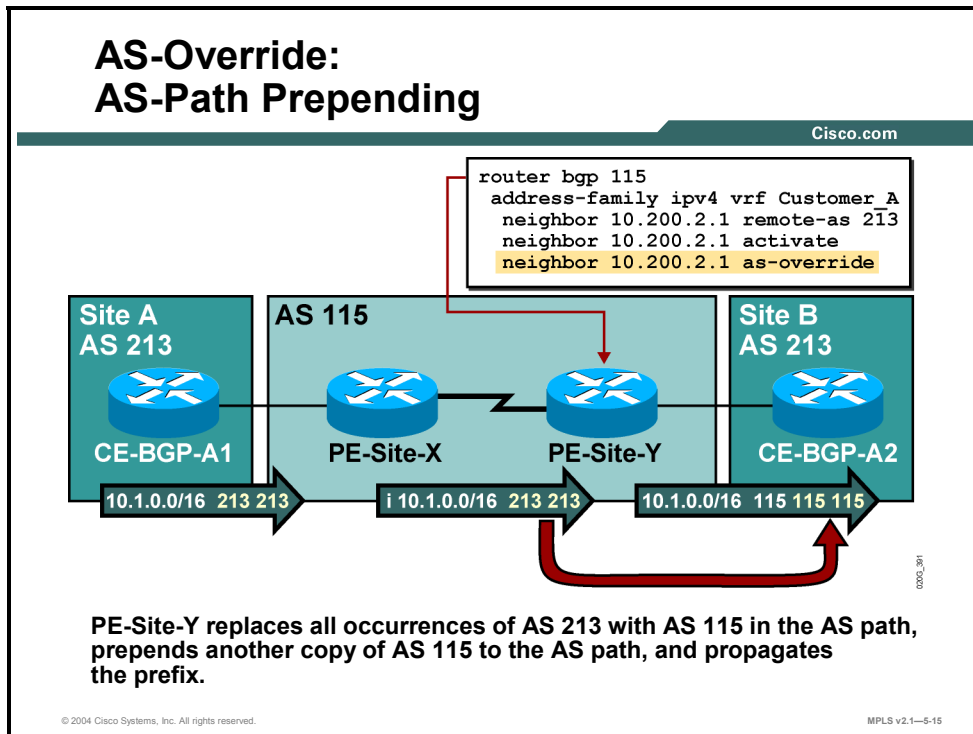 AS-Override:
AS-Path Prepending
Cisco.com
router bgp 115
address-family ipv4 vrf Customer_A
neighbor 10.200.2.1 remote-as 213
neighbor 10.200.2.1 activate
neighbor 10.200.2.1 as-override
Site A
AS 213
AS 115
Site B
AS 213
CE-BGP-A1
PE-Site-X
PE-Site-Y
CE-BGP-A2
10.1.0.0/16 213 213
i 10.1.0.0/16 213 213
10.1.0.0/16 115 115 115
020G_391
PE-Site-Y replaces all occurrences of AS 213 with AS 115 in the AS path,
prepends another copy of AS 115 to the AS path, and propagates
the prefix.
© 2004 Cisco Systems, Inc. All rights reserved.
MPLS v2.1—5-15